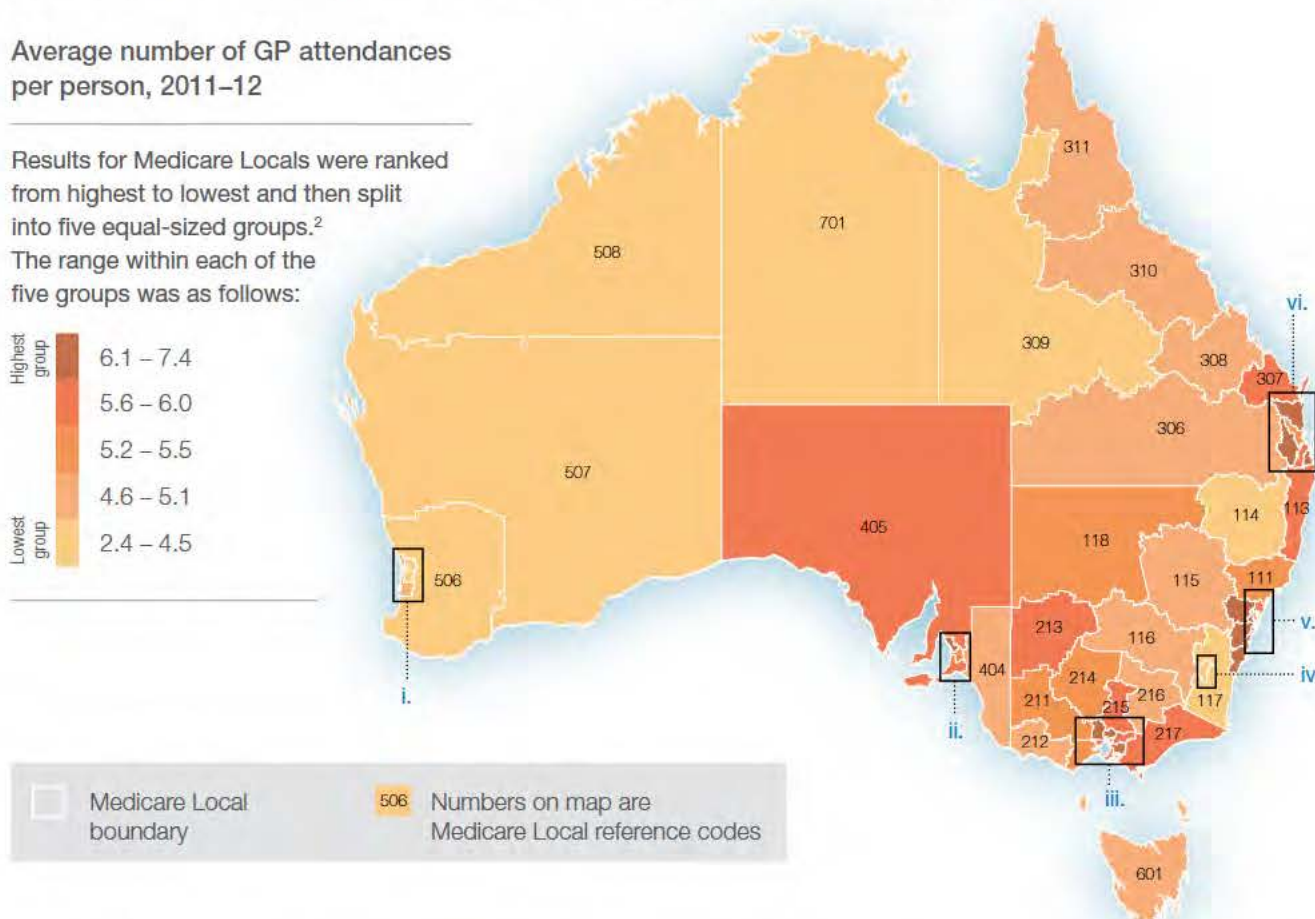 Average number of GP attendances
per person, 2011–12
Results for Medicare Locals were ranked
from highest to lowest and then split
into five equal-sized groups.²
The range within each of the
five groups was as follows:
Highest
group
6.1 – 7.4
5.6 – 6.0
5.2 – 5.5
4.6 – 5.1
2.4 – 4.5
Lowest
group
311
701
508
310
vi.
309
308
307
306
507
405
114
113
118
506
115
111
213
116
v.
404
214
iv
211
215
216
117
i.
ii.
212
217
iii.
601
Medicare Local
boundary
506
Numbers on map are
Medicare Local reference codes